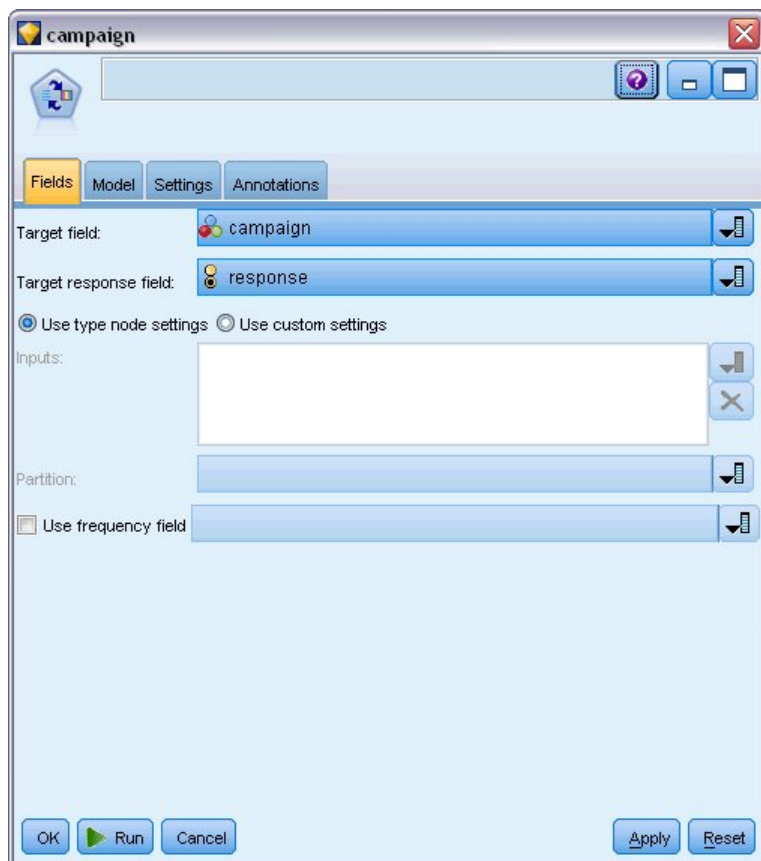 campaign
Fields Model Settings Annotations
Target field: campaign
Target response field: response
Use type node settings Use custom settings
Inputs:
Partition:
Use frequency field
OK Run Cancel Apply Reset